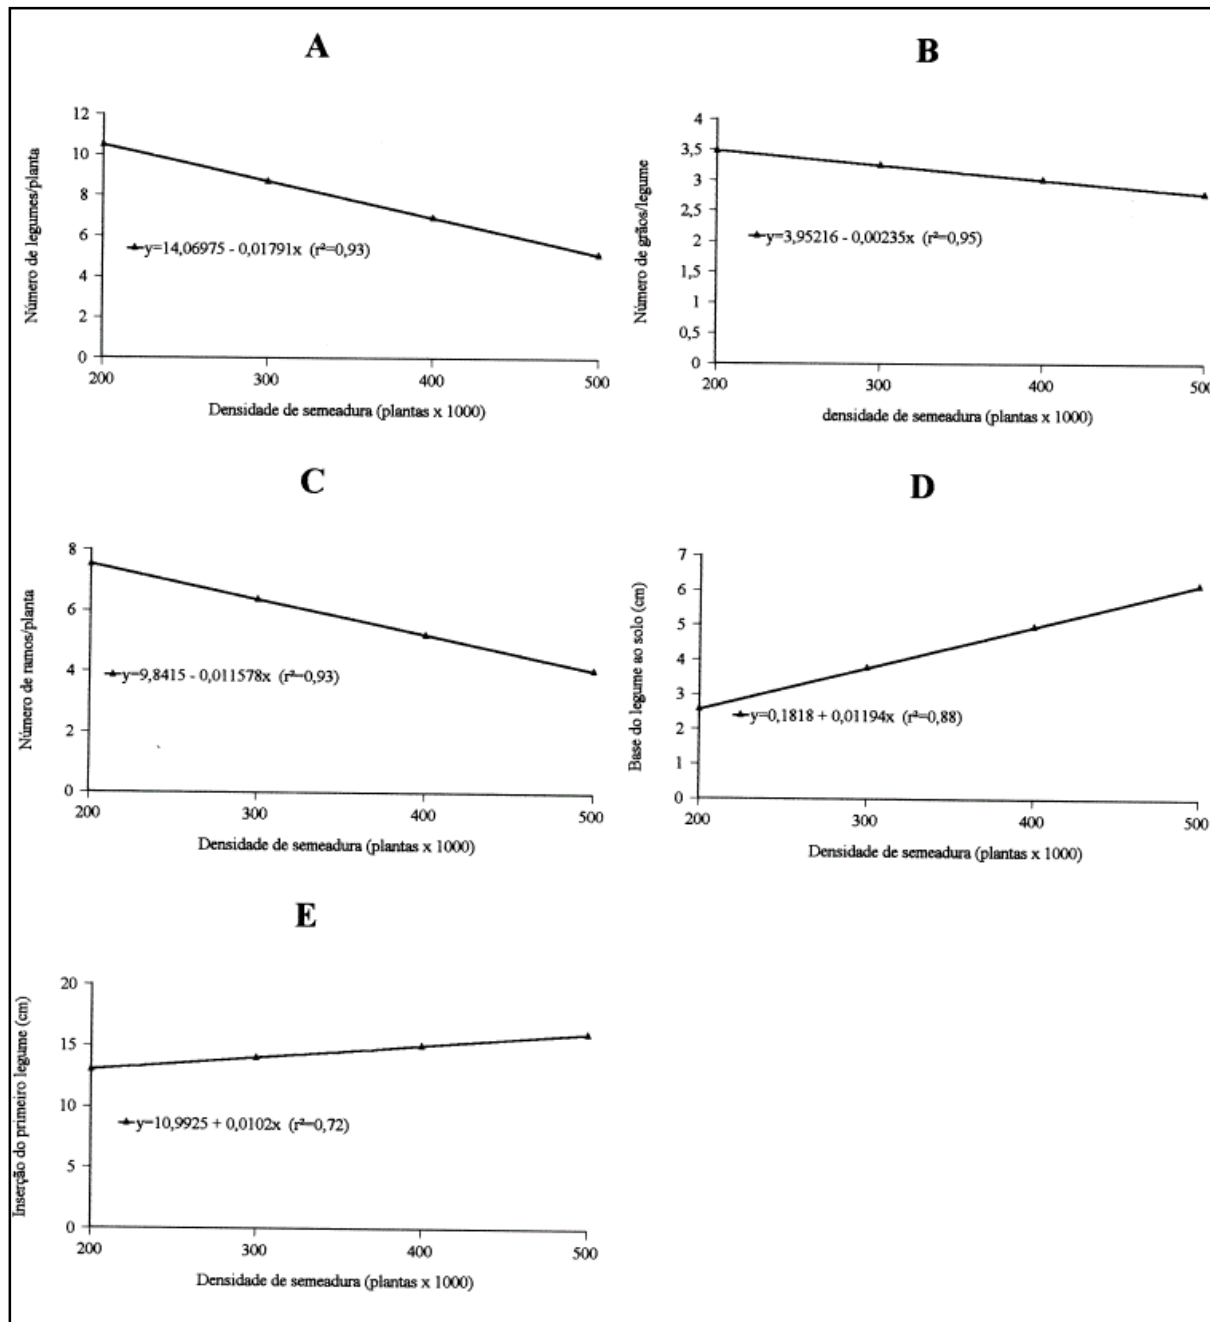 A
Número de legumes/planta
12
10
8
6
4
2
0
y=14,06975 - 0,01791x (r²=0,93)
200 300 400 500
Densidade de semeadura (plantas x 1000)
B
Número de grãos/legume
4
3,5
3
2,5
2
1,5
1
0,5
0
y=3,95216 - 0,00235x (r²=0,95)
200 300 400 500
densidade de semeadura (plantas x 1000)
C
Número de ramos/planta
8
6
4
2
0
y=9,8415 - 0,011578x (r²=0,93)
200 300 400 500
Densidade de semeadura (plantas x 1000)
D
Base do legume ao solo (cm)
7
6
5
4
3
2
1
0
y=0,1818 + 0,01194x (r²=0,88)
200 300 400 500
Densidade de semeadura (plantas x 1000)
E
Inserção do primeiro legume (cm)
20
15
10
5
0
y=10,9925 + 0,0102x (r²=0,72)
200 300 400 500
Densidade de semeadura (plantas x 1000)